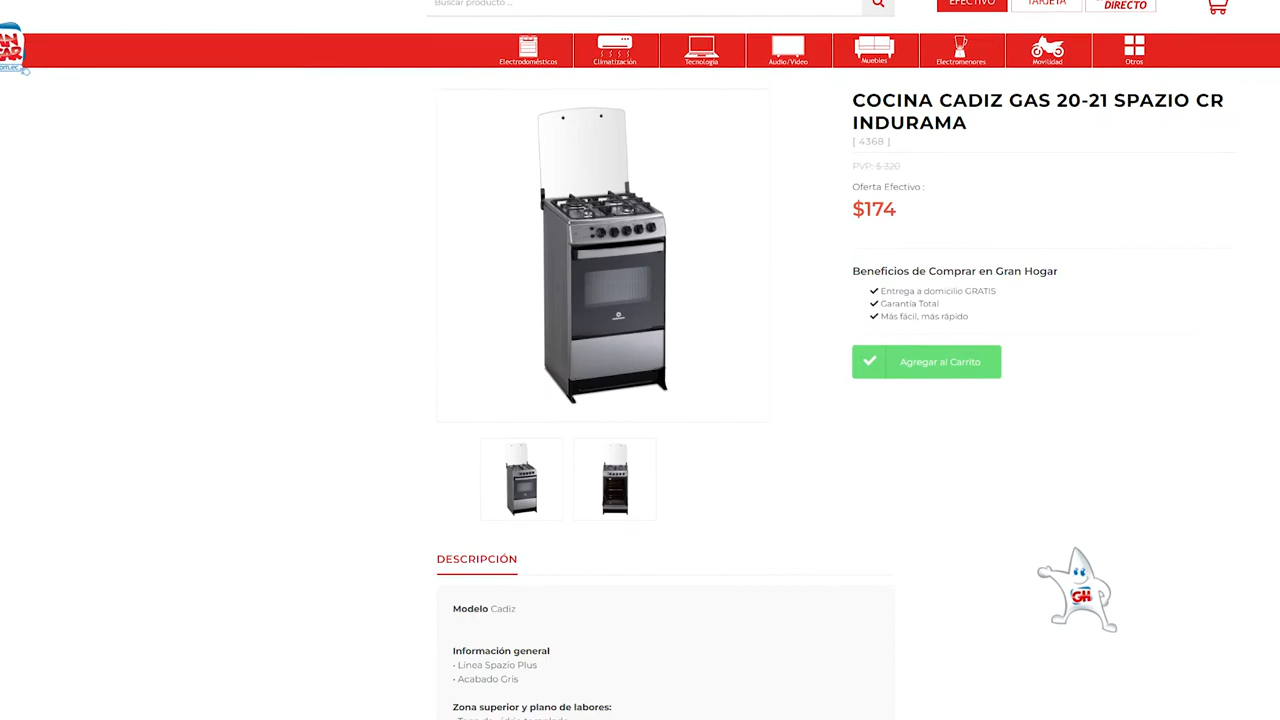 Buscar producto ...
EFECTIVO
TARJETA
DIRECTO
om.ec
Electrodomésticos
Climatización
Tecnología
Audio/Video
Muebles
Electromenores
Movilidad
Otros
COCINA CADIZ GAS 20-21 SPAZIO CR
INDURAMA
[ 4368 ]
PVP: $ 320
Oferta Efectivo :
$174
Beneficios de Comprar en Gran Hogar
Entrega a domicilio GRATIS
Garantía Total
Más fácil, más rápido
Agregar al Carrito
DESCRIPCIÓN
GH
Modelo Cadiz
Información general
• Línea Spazio Plus
• Acabado Gris
Zona superior y plano de labores: